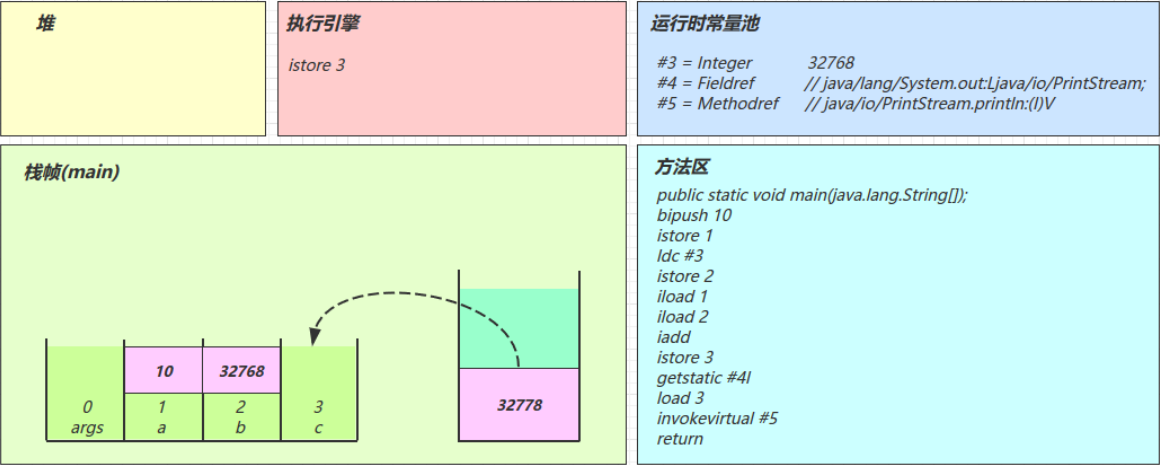 堆
执行引擎
istore 3
运行时常量池
#3 = Integer 32768
#4 = Fieldref // java/lang/System.out:Ljava/io/PrintStream;
#5 = Methodref // java/io/PrintStream.println:(I)V
栈帧(main)
10 32768
0 1 2 3
args a b c
32778
方法区
public static void main(java.lang.String[]);
bipush 10
istore 1
ldc #3
istore 2
iload 1
iload 2
iadd
istore 3
getstatic #4l
load 3
invokevirtual #5
return